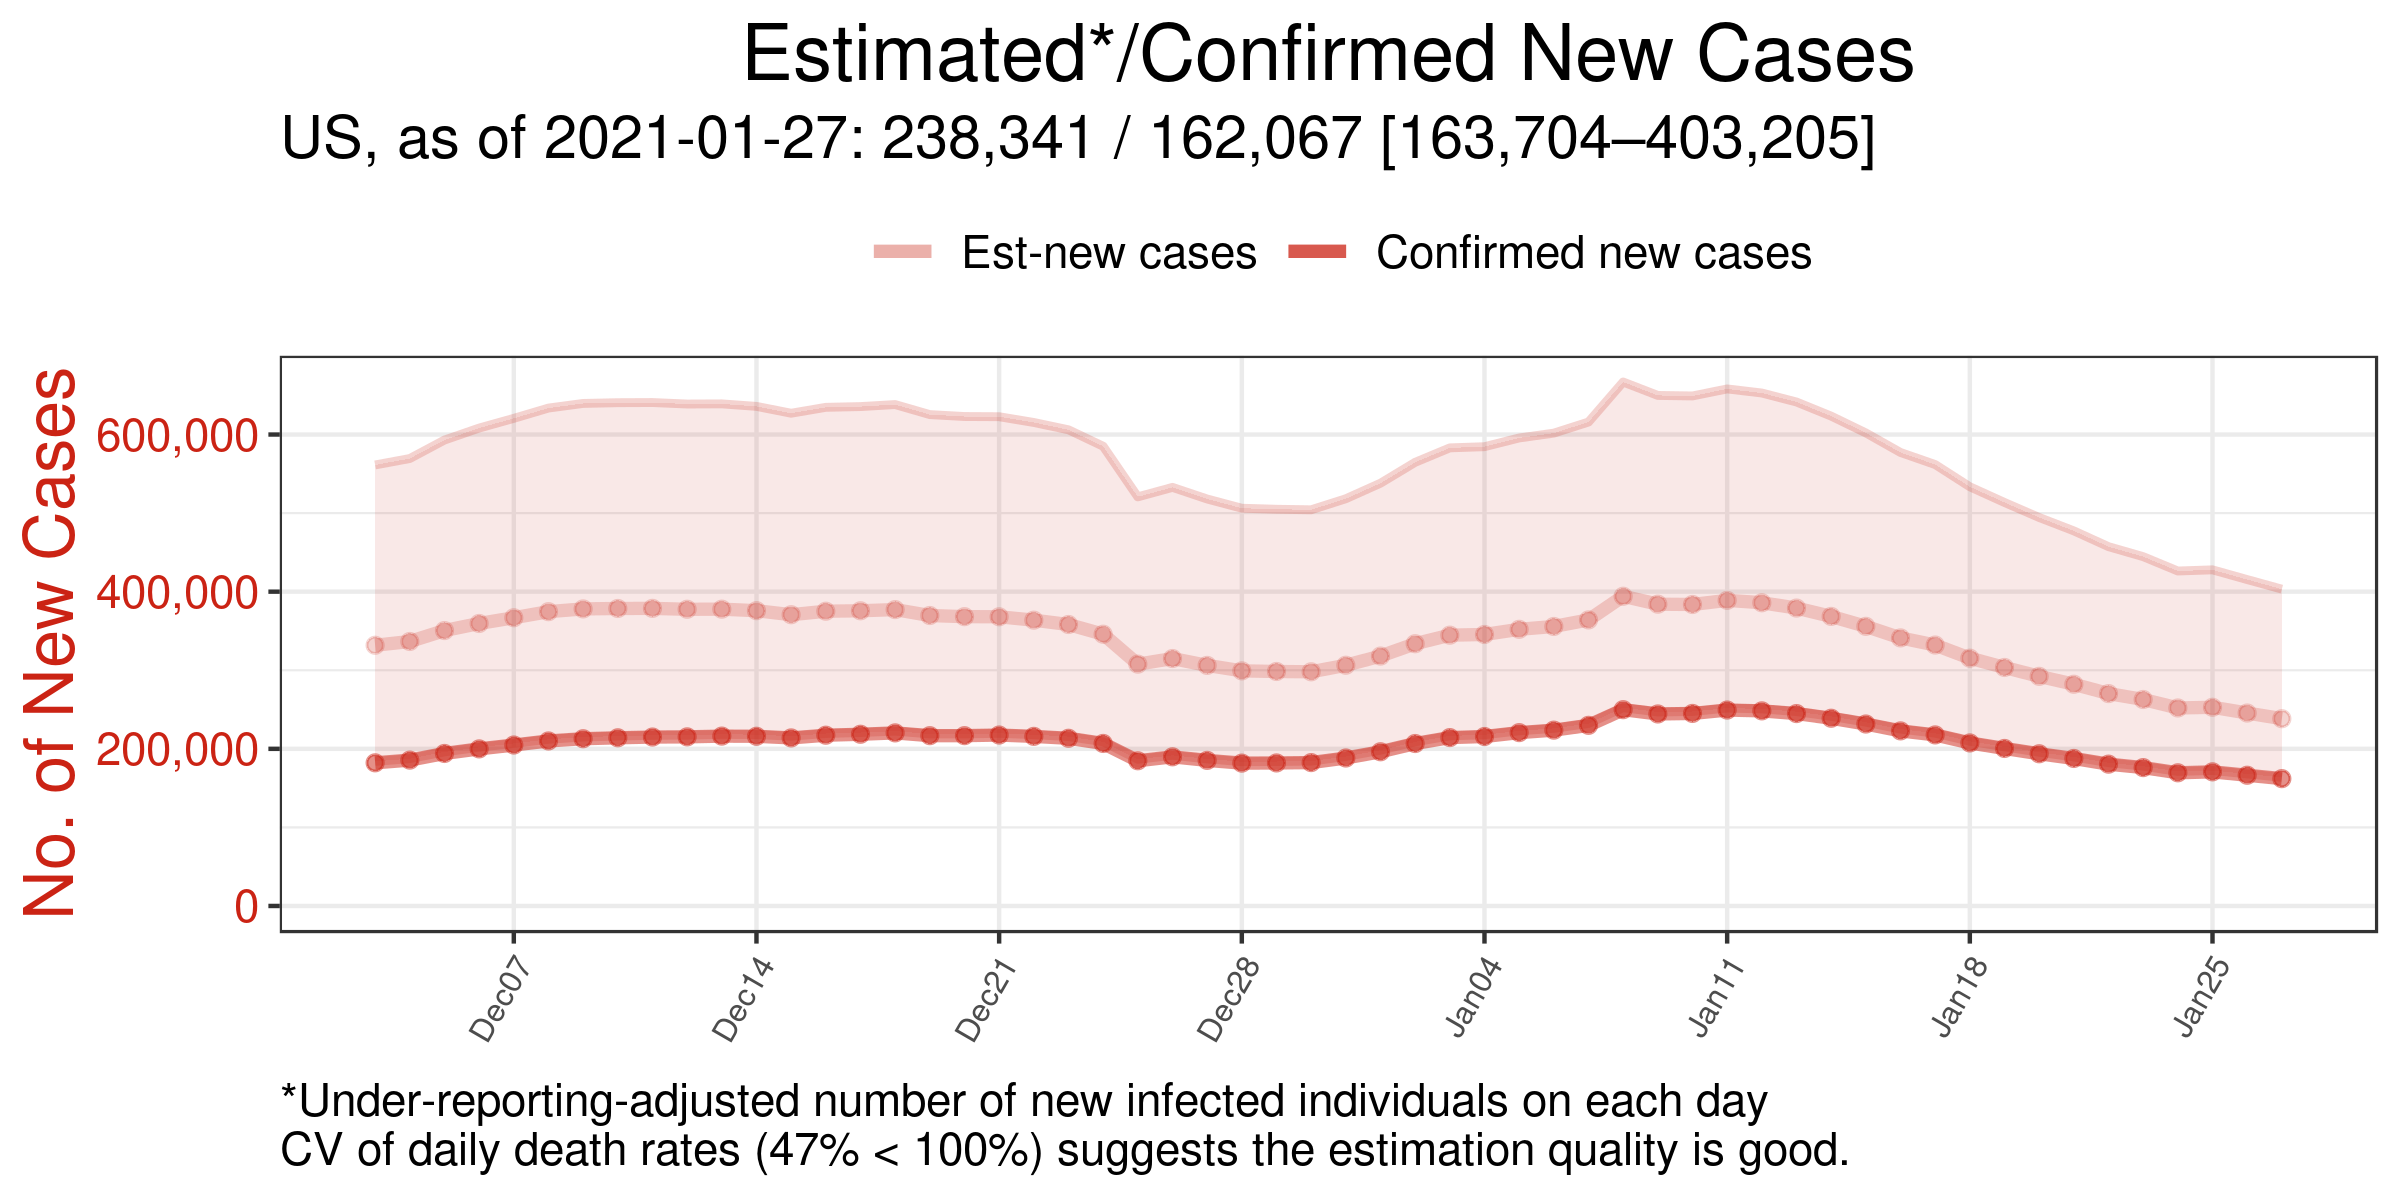 Estimated*/Confirmed New Cases
US, as of 2021-01-27: 238,341 / 162,067 [163,704–403,205]
Est-new cases
Confirmed new cases
No. of New Cases
600,000
400,000
200,000
0
Dec07
Dec14
Dec21
Dec28
Jan04
Jan11
Jan18
Jan25
*Under-reporting-adjusted number of new infected individuals on each day
CV of daily death rates (47% < 100%) suggests the estimation quality is good.